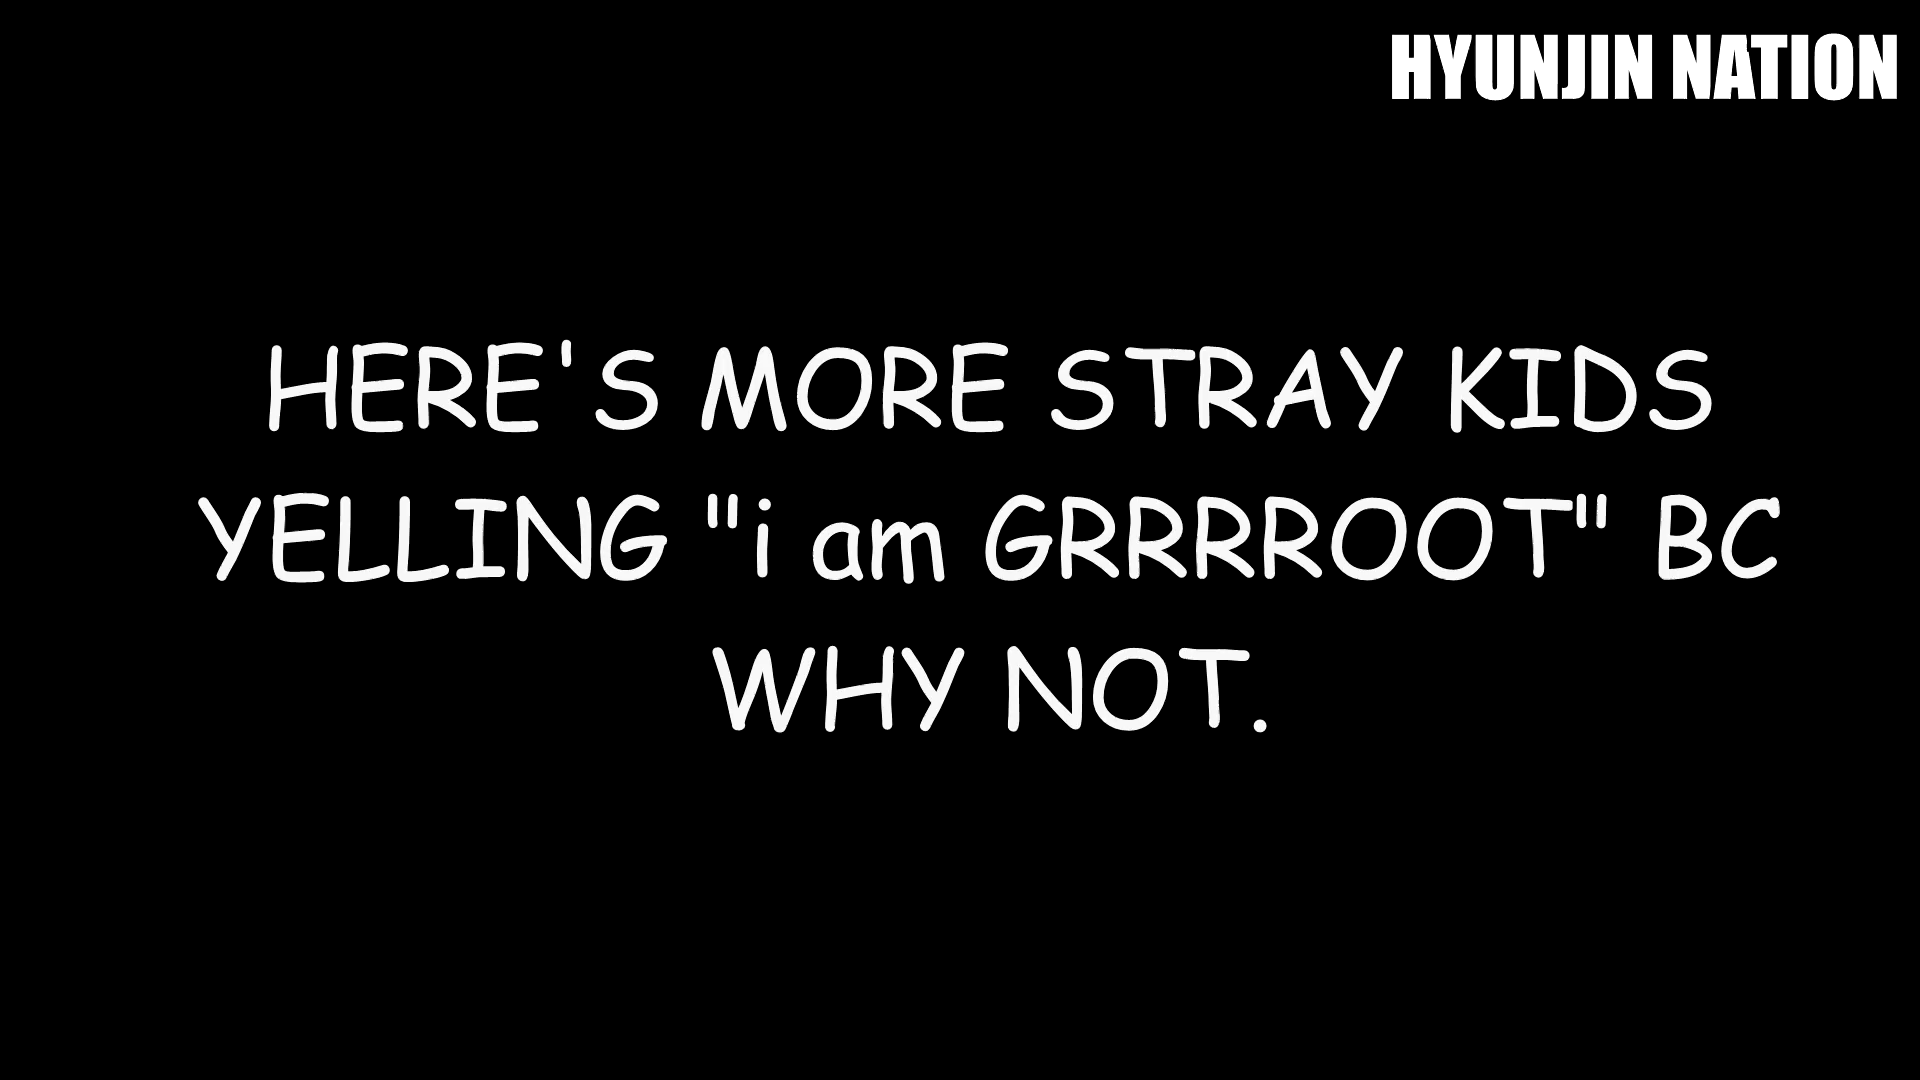 HYUNJIN NATION
HERE'S MORE STRAY KIDS
YELLING "i am GRRRROOT" BC
WHY NOT.